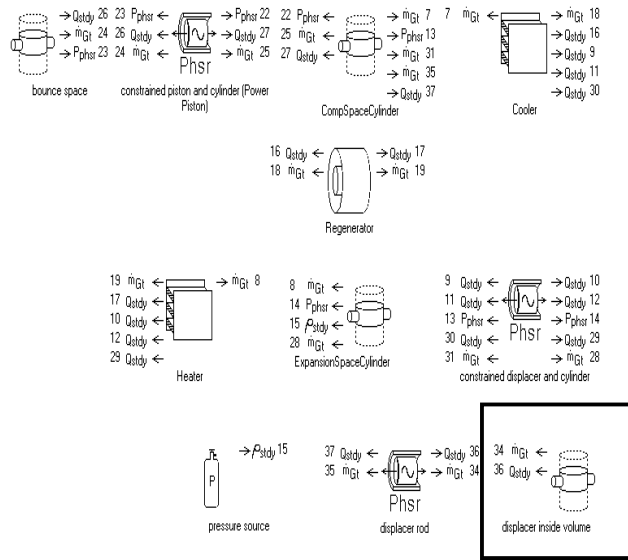 Qstdy 26 23 Pphsr Pphsr 22 22 Pphsr ṁGt 7 7 ṁGt ṁGt 18
ṁGt 24 26 Qstdy Qstdy 27 25 ṁGt Pphsr 13 Qstdy 16
Pphsr 23 24 ṁGt ṁGt 25 27 Qstdy ṁGt 31 Qstdy 9
Phsr ṁGt 35 Qstdy 11
bounce space constrained piston and cylinder (Power Piston) Qstdy 37 Qstdy 30
CompSpaceCylinder Cooler
16 Qstdy Qstdy 17
18 ṁGt ṁGt 19
Regenerator
19 ṁGt ṁGt 8 8 ṁGt 9 Qstdy Qstdy 10
17 Qstdy 14 Pphsr 11 Qstdy Qstdy 12
10 Qstdy 15 ρstdy 13 Pphsr Pphsr 14
12 Qstdy 28 ṁGt 30 Qstdy Phsr Qstdy 29
29 Qstdy 31 ṁGt ṁGt 28
Heater ExpansionSpaceCylinder constrained displacer and cylinder
P ρstdy 15 37 Qstdy Qstdy 36 34 ṁGt
35 ṁGt ṁGt 34 36 Qstdy
Phsr
pressure source displacer rod displacer inside volume